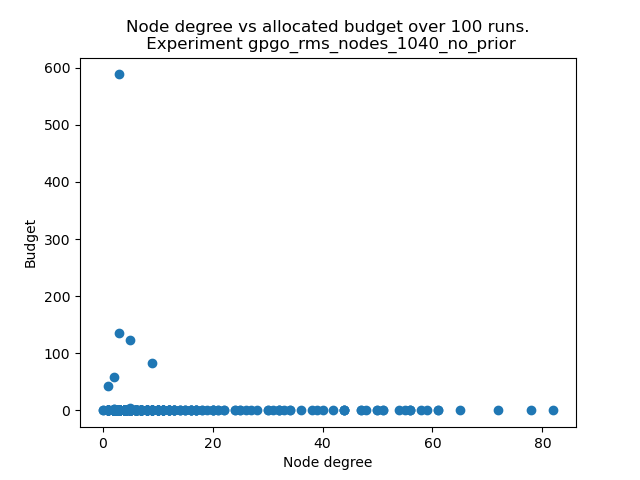 Node degree vs allocated budget over 100 runs.
Experiment gpgo_rms_nodes_1040_no_prior
600
500
400
300
200
100
0
Budget
0 20 40 60 80
Node degree